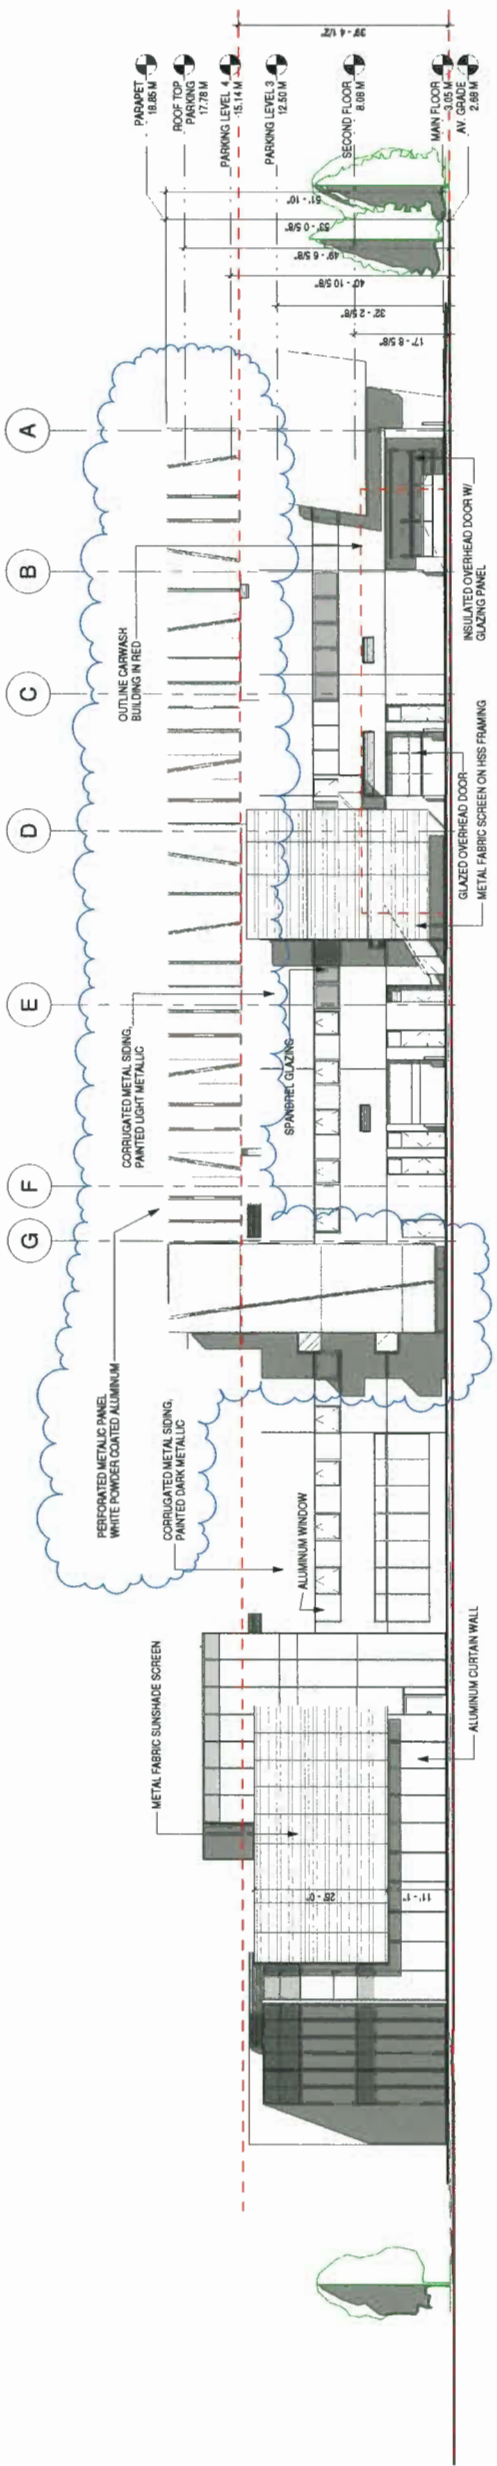 G
F
E
D
C
B
A
PERFORATED METALIC PANEL
WHITE POWDER COATED ALUMINUM
CORRUGATED METAL SIDING,
PAINTED LIGHT METALLIC
OUTLINE CARWASH
BUILDING IN RED
PARAPET
18.85 M
ROOF TOP
PARKING
17.78 M
PARKING LEVEL 4
15.14 M
PARKING LEVEL 3
12.50 M
SECOND FLOOR
8.08 M
MAIN FLOOR
3.05 M
AV. GRADE
2.68 M
51' - 10"
53' - 0 5/8"
49' - 6 5/8"
40' - 10 5/8"
32' - 2 5/8"
17' - 8 5/8"
39' - 4 1/2"
METAL FABRIC SUNSHADE SCREEN
CORRUGATED METAL SIDING,
PAINTED DARK METALLIC
ALUMINUM WINDOW
SPANDREL GLAZING
25' - 0"
11' - 1"
ALUMINUM CURTAIN WALL
GLAZED OVERHEAD DOOR
METAL FABRIC SCREEN ON HSS FRAMING
INSULATED OVERHEAD DOOR W/
GLAZING PANEL